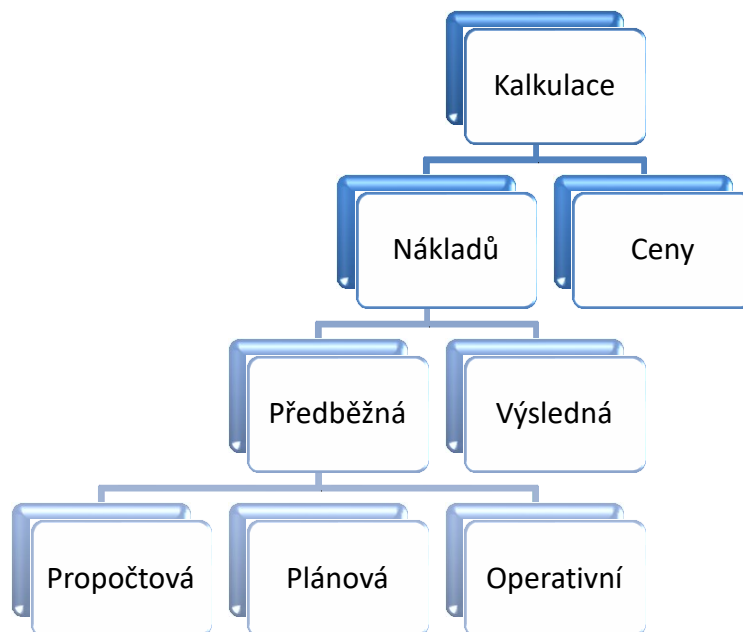 Kalkulace
Nákladů
Ceny
Předběžná
Výsledná
Propočtová
Plánová
Operativní